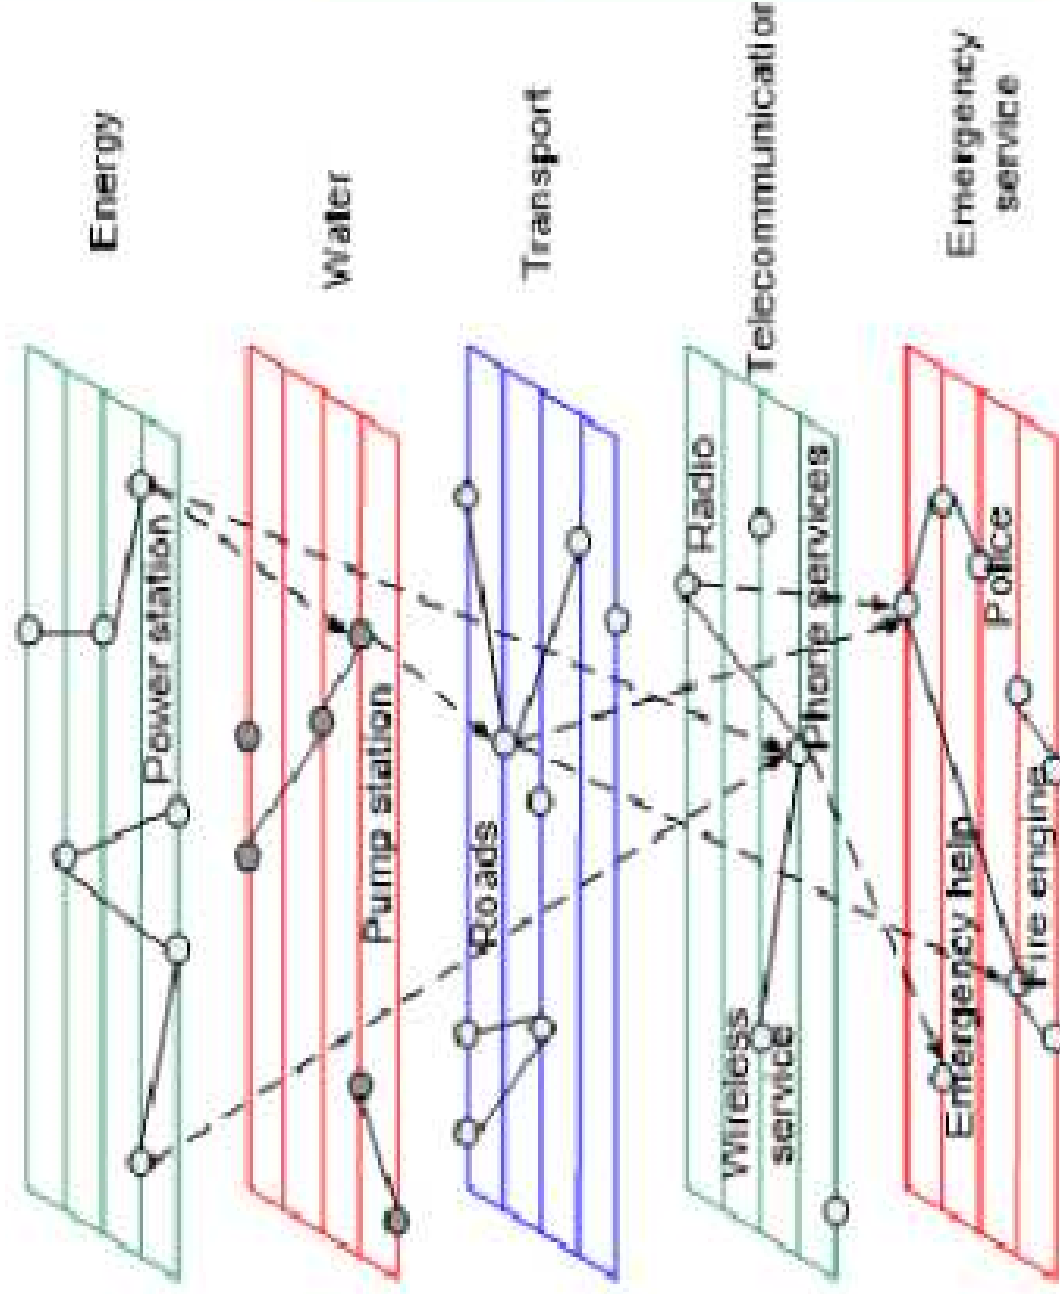 Energy
Power station
Water
Pump station
Transport
Roads
Telecommunication
Radio
Phone services
Wireless
service
Emergency
service
Police
Fire engine
Emergency help